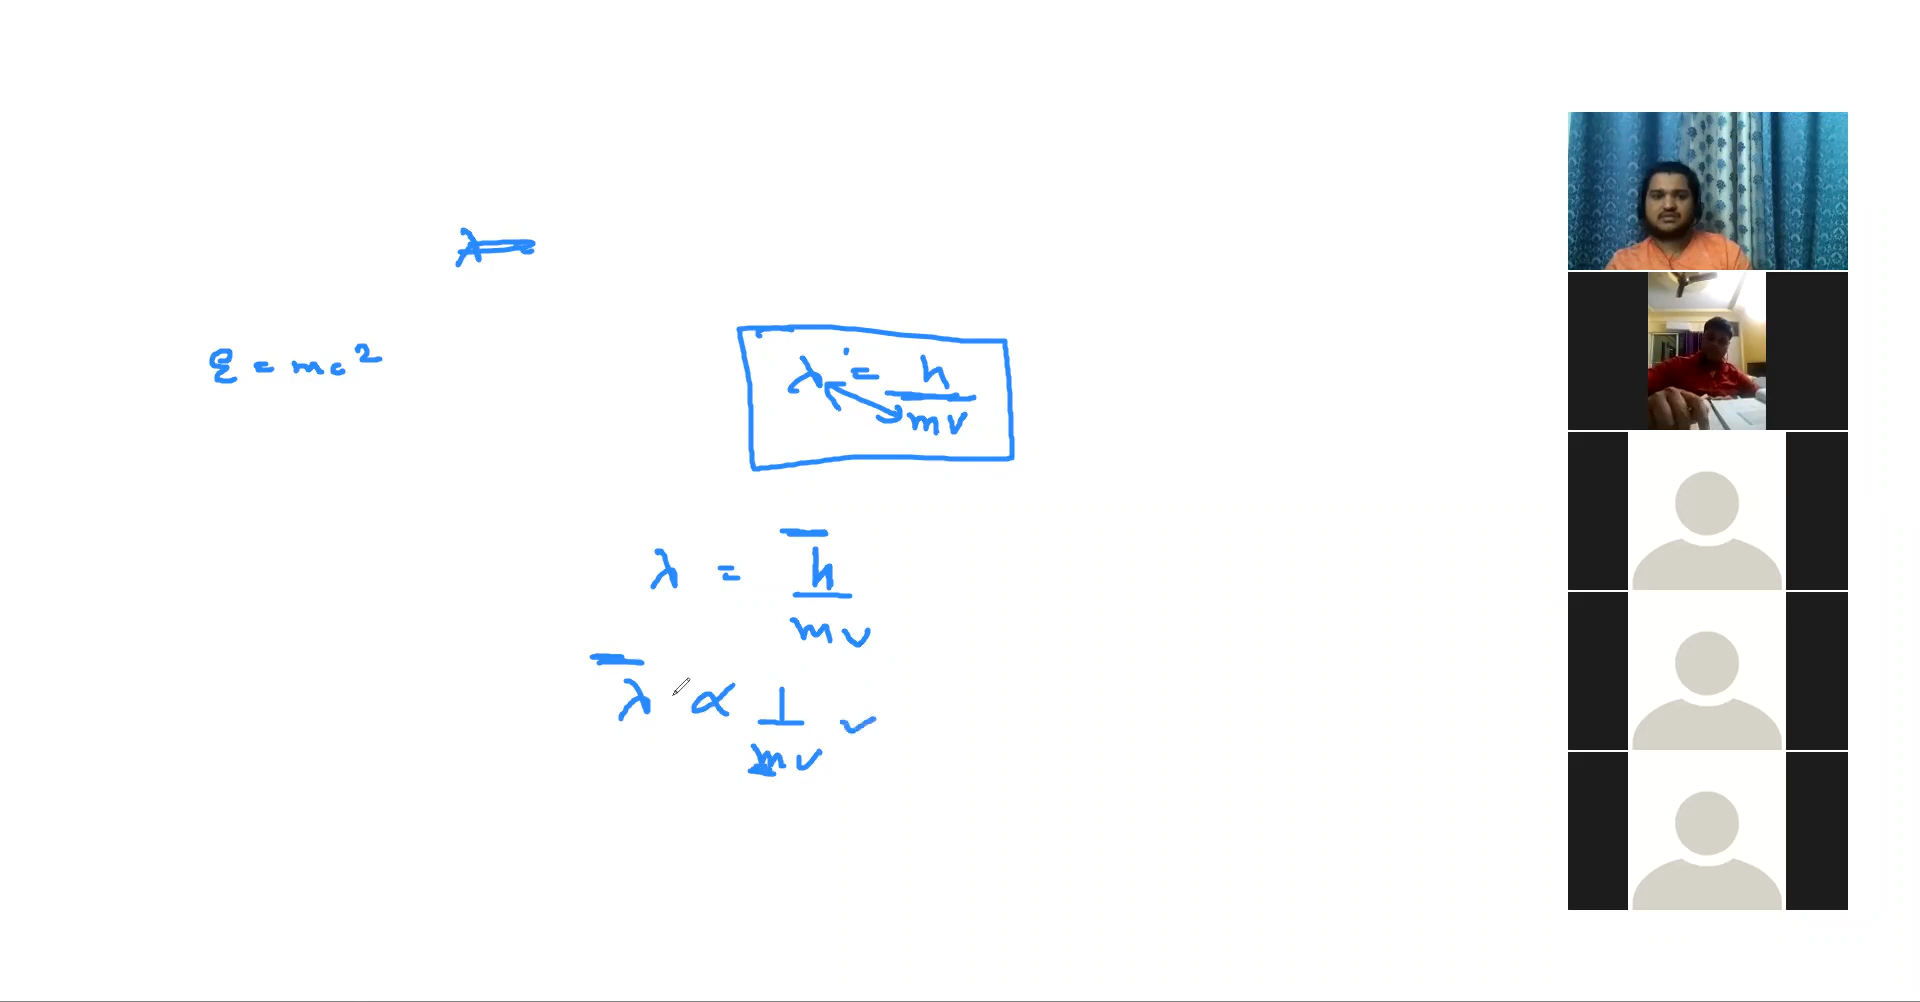 λ =
E = mc²
λ = h/mv
λ = h/mv
λ ∝ 1/mv